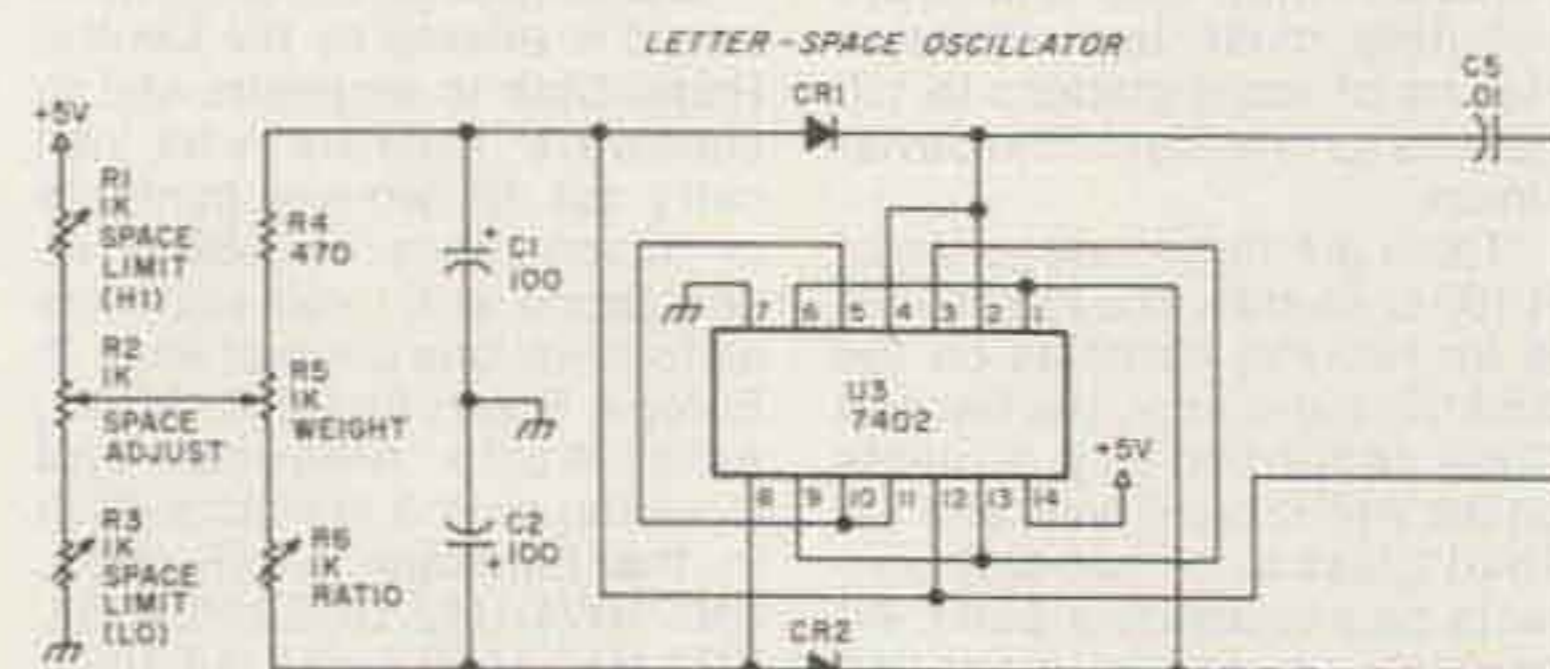 LETTER-SPACE OSCILLATOR
C5
.01
CR1
+5V
R1
1K
SPACE
LIMIT
(HI)
R4
470
+
C1
100
7 6 5 4 3 2 1
R2
1K
SPACE
ADJUST
R5
1K
WEIGHT
U3
7402
+5V
8 9 10 11 12 13 14
R3
1K
SPACE
LIMIT
(LO)
R6
1K
RATIO
C2
100
+
CR2